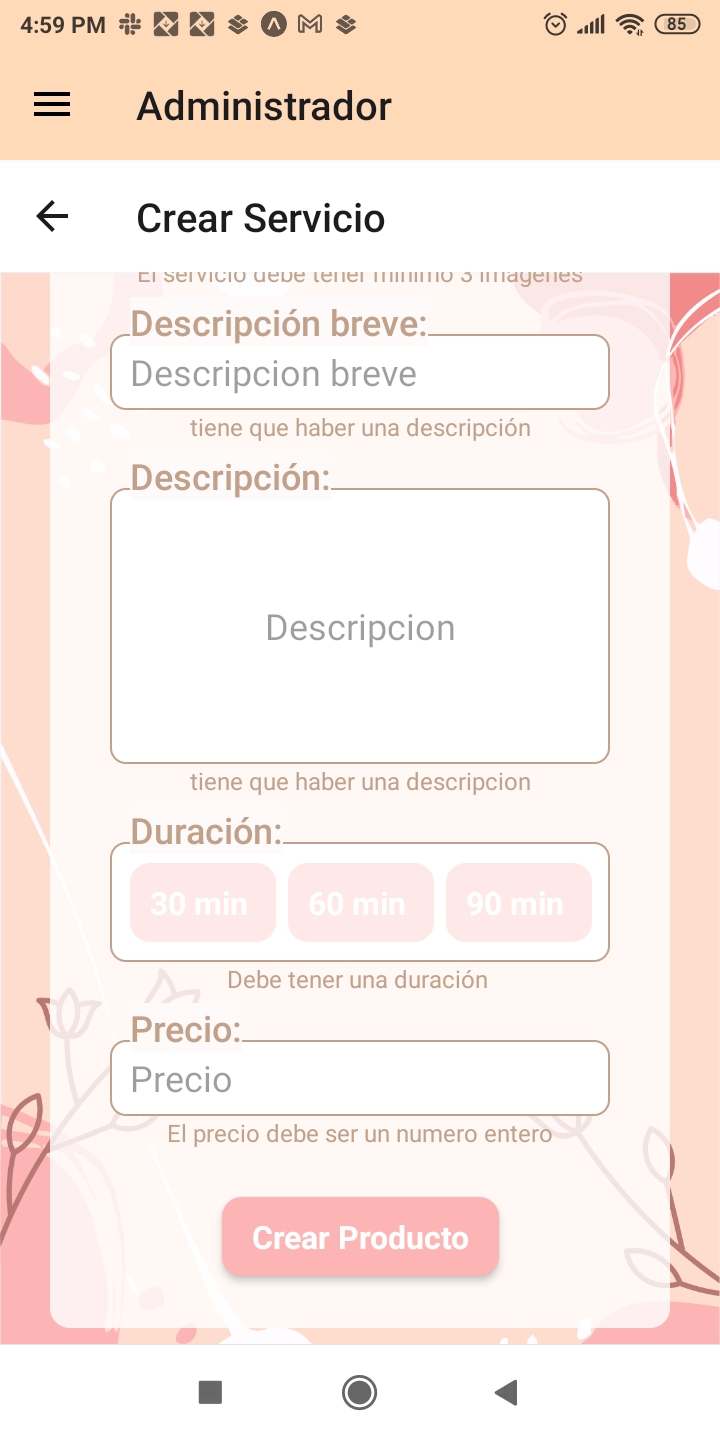 4:59 PM
85
Administrador
Crear Servicio
El servicio debe tener minimo 3 imagenes
Descripción breve:
Descripcion breve
tiene que haber una descripción
Descripción:
Descripcion
tiene que haber una descripcion
Duración:
30 min 60 min 90 min
Debe tener una duración
Precio:
Precio
El precio debe ser un numero entero
Crear Producto